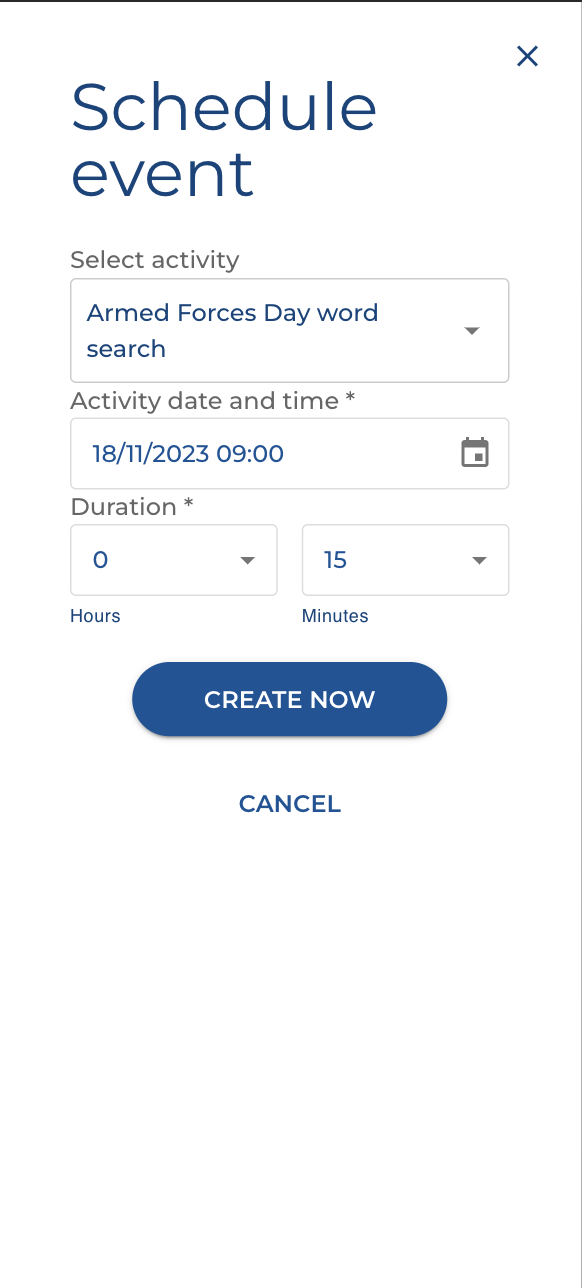 Schedule
event
Select activity
Armed Forces Day word
search
Activity date and time *
18/11/2023 09:00
Duration *
0 15
Hours Minutes
CREATE NOW
CANCEL